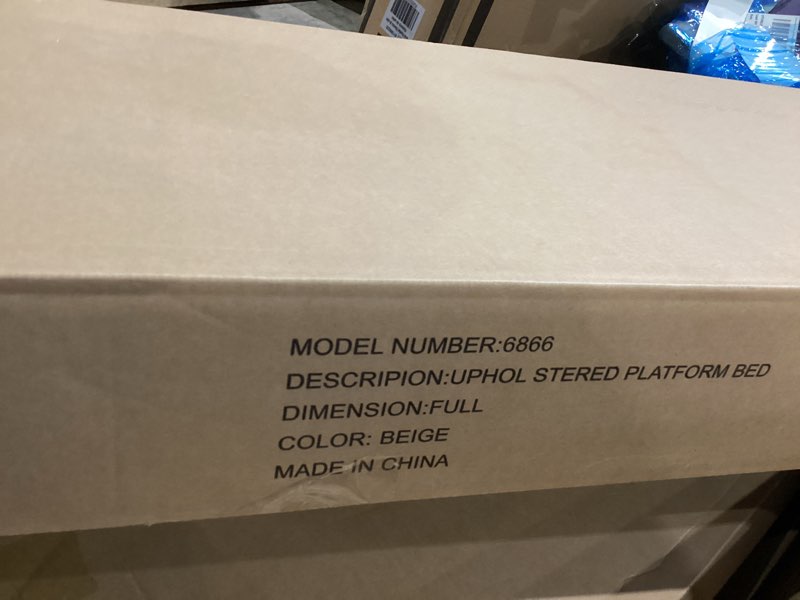 MODEL NUMBER:6866
DESCRIPION:UPHOL STERED PLATFORM BED
DIMENSION:FULL
COLOR: BEIGE
MADE IN CHINA